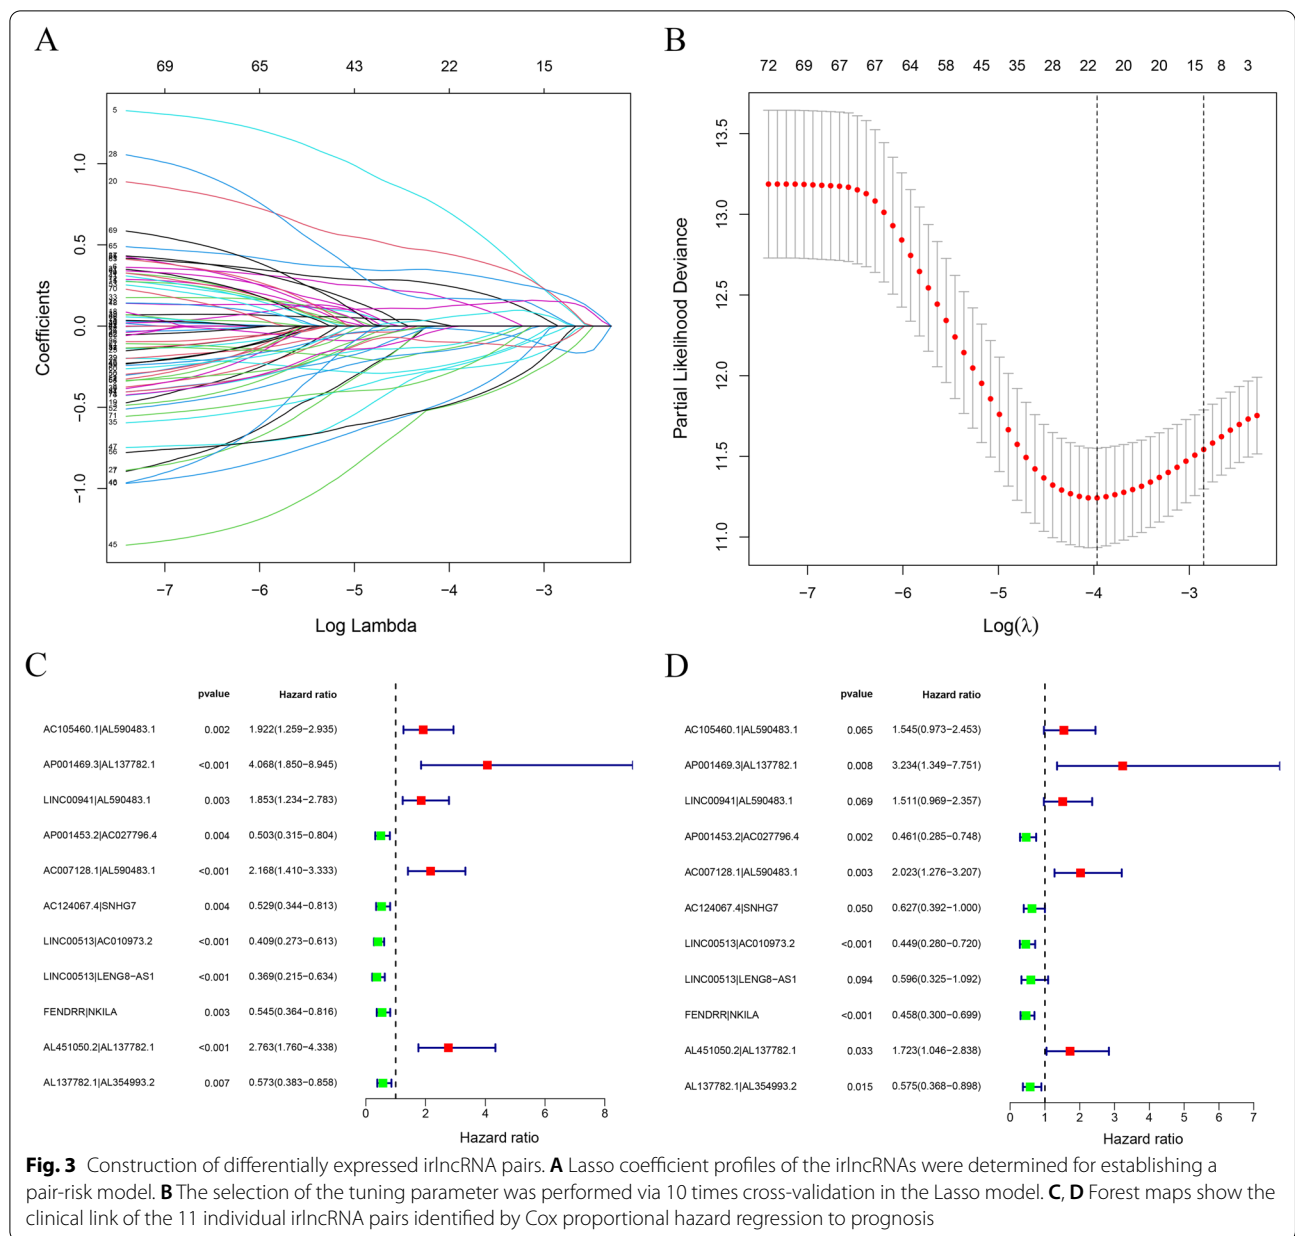 A
69 65 43 22 15
1.0
0.5
0.0
−0.5
−1.0
Coefficients
5
28
20
69
65
70
33
19
52
71
35
47
56
27
45
−7 −6 −5 −4 −3
Log Lambda
B
72 69 67 67 64 58 45 35 28 22 20 20 15 8 3
13.5
13.0
12.5
12.0
11.5
11.0
Partial Likelihood Deviance
−7 −6 −5 −4 −3
Log(λ)
C
pvalue Hazard ratio
AC105460.1|AL590483.1 0.002 1.922(1.259−2.935)
AP001469.3|AL137782.1 <0.001 4.068(1.850−8.945)
LINC00941|AL590483.1 0.003 1.853(1.234−2.783)
AP001453.2|AC027796.4 0.004 0.503(0.315−0.804)
AC007128.1|AL590483.1 <0.001 2.168(1.410−3.333)
AC124067.4|SNHG7 0.004 0.529(0.344−0.813)
LINC00513|AC010973.2 <0.001 0.409(0.273−0.613)
LINC00513|LENG8−AS1 <0.001 0.369(0.215−0.634)
FENDRR|NKILA 0.003 0.545(0.364−0.816)
AL451050.2|AL137782.1 <0.001 2.763(1.760−4.338)
AL137782.1|AL354993.2 0.007 0.573(0.383−0.858)
0 2 4 6 8
Hazard ratio
D
pvalue Hazard ratio
AC105460.1|AL590483.1 0.065 1.545(0.973−2.453)
AP001469.3|AL137782.1 0.008 3.234(1.349−7.751)
LINC00941|AL590483.1 0.069 1.511(0.969−2.357)
AP001453.2|AC027796.4 0.002 0.461(0.285−0.748)
AC007128.1|AL590483.1 0.003 2.023(1.276−3.207)
AC124067.4|SNHG7 0.050 0.627(0.392−1.000)
LINC00513|AC010973.2 <0.001 0.449(0.280−0.720)
LINC00513|LENG8−AS1 0.094 0.596(0.325−1.092)
FENDRR|NKILA <0.001 0.458(0.300−0.699)
AL451050.2|AL137782.1 0.033 1.723(1.046−2.838)
AL137782.1|AL354993.2 0.015 0.575(0.368−0.898)
0 1 2 3 4 5 6 7
Hazard ratio
Fig. 3 Construction of differentially expressed irlncRNA pairs. A Lasso coefficient profiles of the irlncRNAs were determined for establishing a
pair-risk model. B The selection of the tuning parameter was performed via 10 times cross-validation in the Lasso model. C, D Forest maps show the
clinical link of the 11 individual irlncRNA pairs identified by Cox proportional hazard regression to prognosis